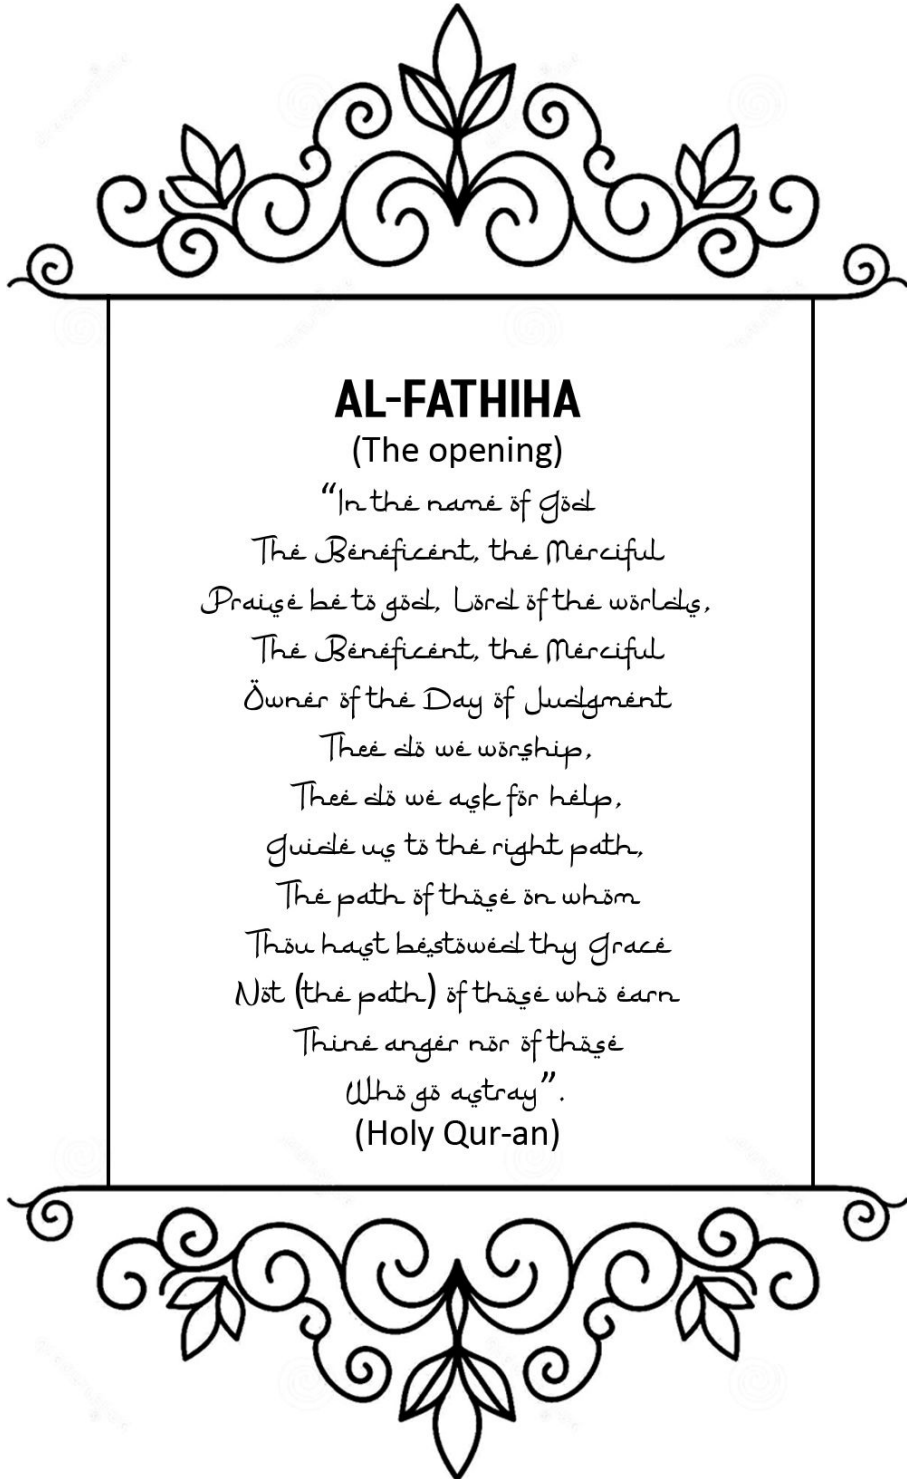 AL-FATHIHA
(The opening)
“In the name of God
The Beneficent, the Merciful
Praise be to god, Lord of the worlds,
The Beneficent, the Merciful
Owner of the Day of Judgment
Thee do we worship,
Thee do we ask for help,
Guide us to the right path,
The path of those on whom
Thou hast bestowed thy Grace
Not (the path) of those who earn
Thine anger nor of those
Who go astray”.
(Holy Qur-an)